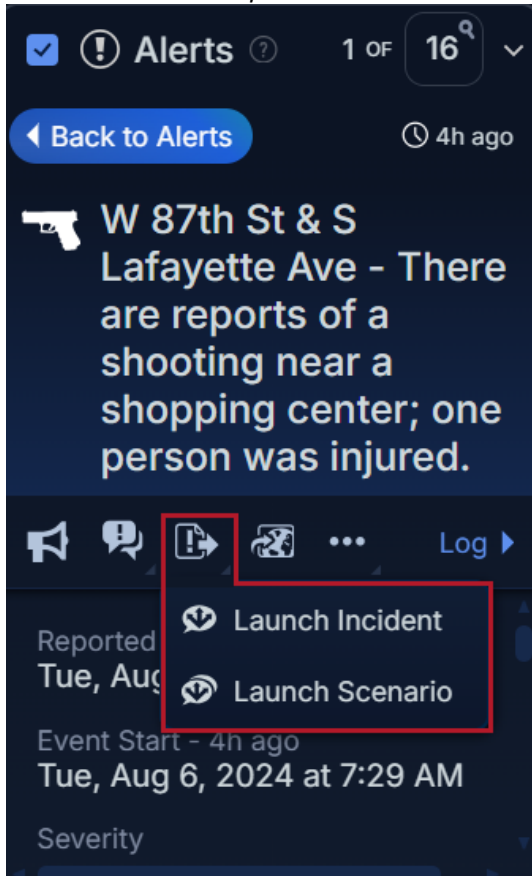 Alerts ? 1 OF 16
Back to Alerts 4h ago
W 87th St & S
Lafayette Ave - There
are reports of a
shooting near a
shopping center; one
person was injured.
Log
Launch Incident
Reported
Tue, Aug
Launch Scenario
Event Start - 4h ago
Tue, Aug 6, 2024 at 7:29 AM
Severity